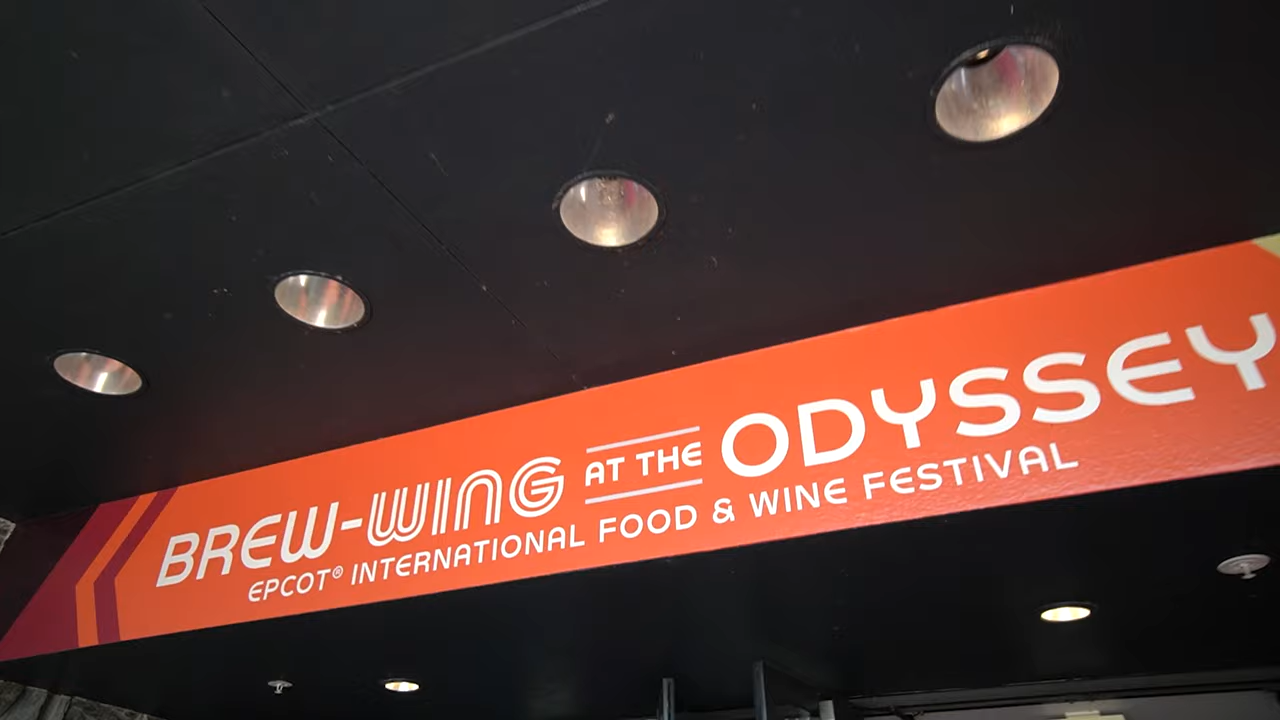 BREW-WING AT THE ODYSSEY
EPCOT® INTERNATIONAL FOOD & WINE FESTIVAL